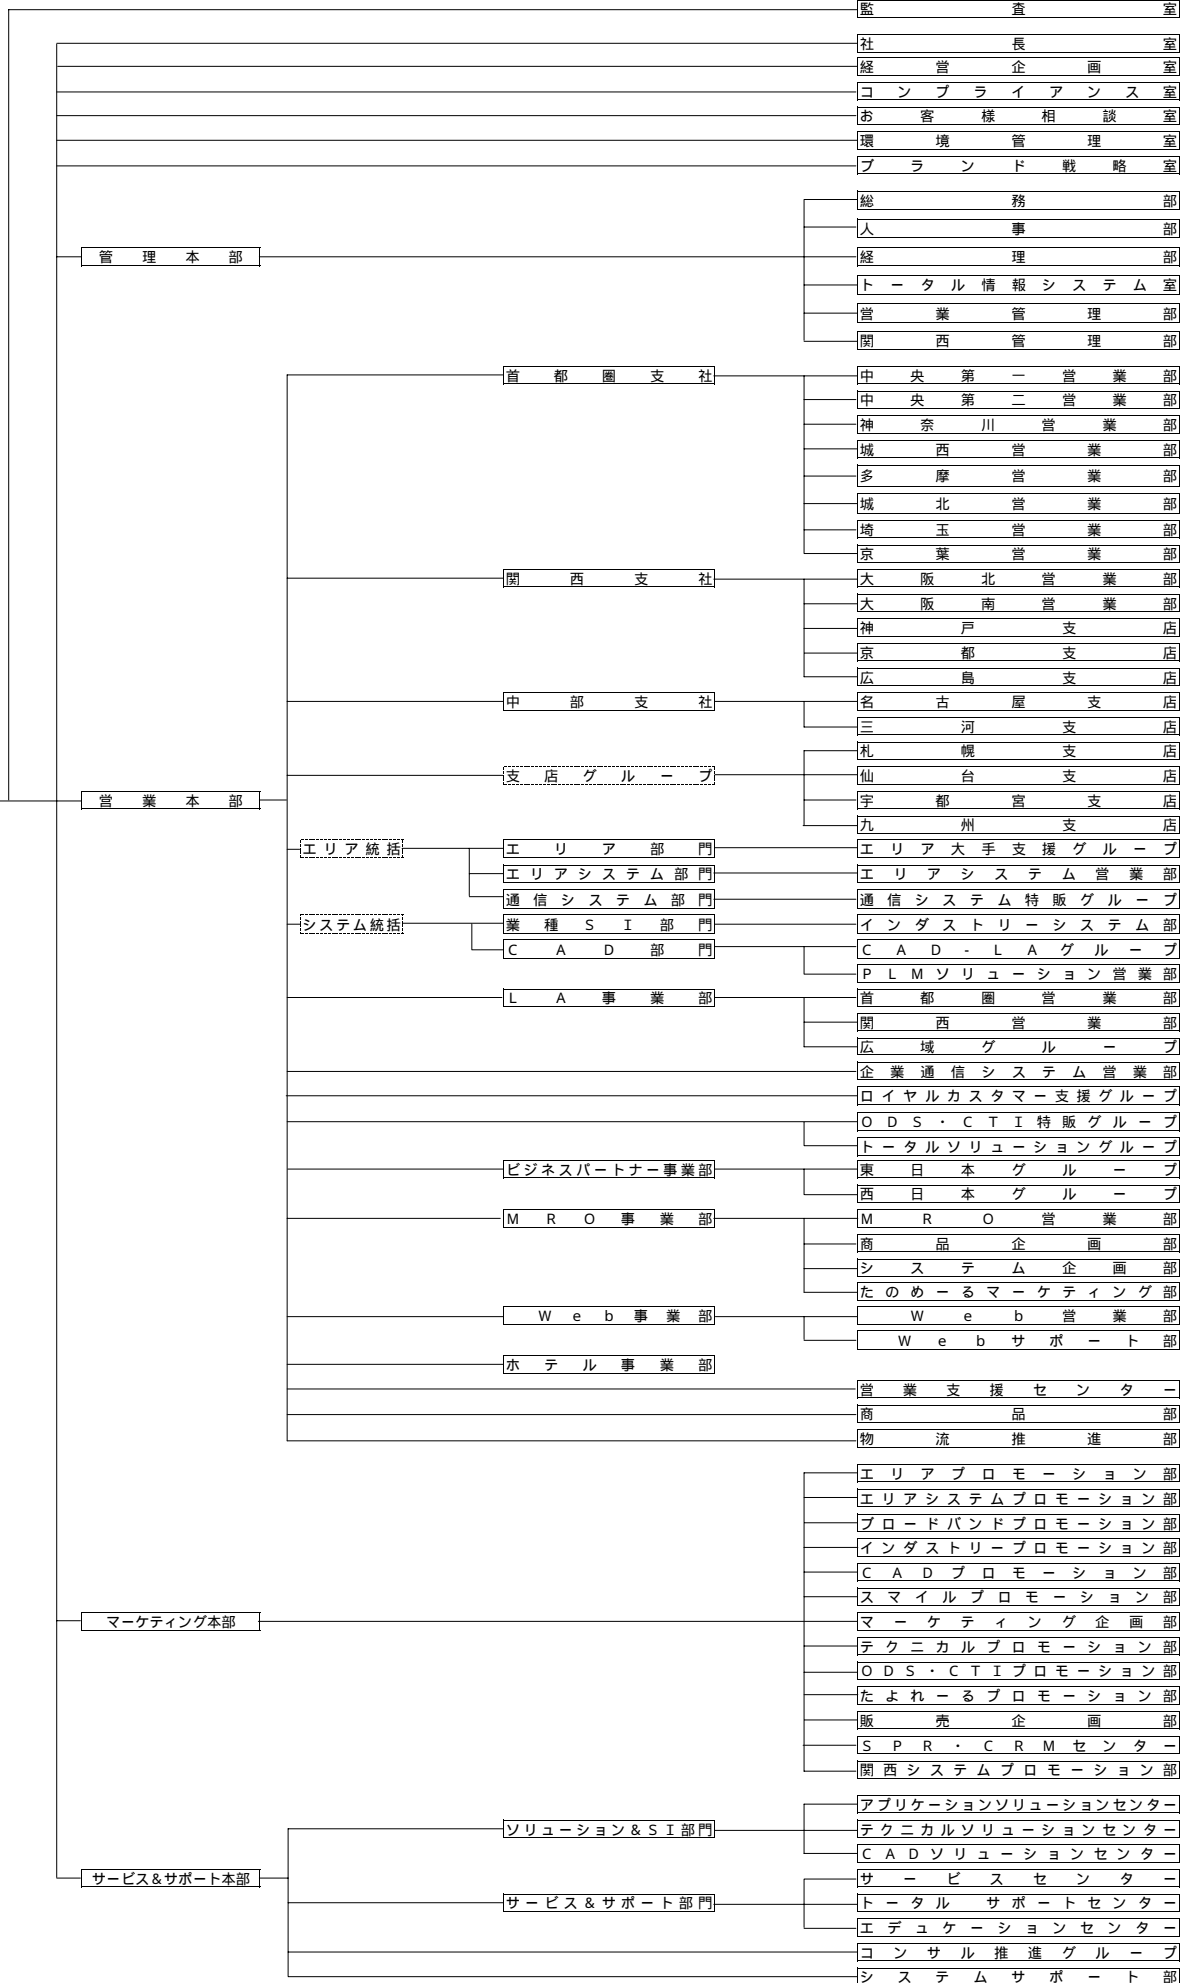 監査室
社長室
経営企画室
コンプライアンス室
お客様相談室
環境管理室
ブランド戦略室
総務部
人事部
管理本部 経理部
トータル情報システム室
営業管理部
関西管理部
首都圏支社 中央第一営業部
中央第二営業部
神奈川営業部
城西営業部
多摩営業部
城北営業部
埼玉営業部
京葉営業部
関西支社 大阪北営業部
大阪南営業部
神戸支店
京都支店
広島支店
中部支社 名古屋支店
三河支店
札幌支店
支店グループ 仙台支店
営業本部 宇都宮支店
九州支店
エリア統括 エリア部門 エリア大手支援グループ
エリアシステム部門 エリアシステム営業部
通信システム部門 通信システム特販グループ
システム統括 業種SI部門 インダストリーシステム部
CAD部門 CAD-LAグループ
PLMソリューション営業部
LA事業部 首都圏営業部
関西営業部
広域グループ
企業通信システム営業部
ロイヤルカスタマー支援グループ
ODS・CTI特販グループ
トータルソリューショングループ
ビジネスパートナー事業部 東日本グループ
西日本グループ
MRO事業部 MRO営業部
商品企画部
システム企画部
たのめーるマーケティング部
Web事業部 Web営業部
Webサポート部
ホテル事業部
営業支援センター
商品部
物流推進部
エリアプロモーション部
エリアシステムプロモーション部
ブロードバンドプロモーション部
インダストリープロモーション部
CADプロモーション部
スマイルプロモーション部
マーケティング本部 マーケティング企画部
テクニカルプロモーション部
ODS・CTIプロモーション部
たよれーるプロモーション部
販売企画部
SPR・CRMセンター
関西システムプロモーション部
アプリケーションソリューションセンター
ソリューション&SI部門 テクニカルソリューションセンター
CADソリューションセンター
サービス&サポート本部 サービスセンター
サービス&サポート部門 トータル サポートセンター
エデュケーションセンター
コンサル推進グループ
システムサポート部